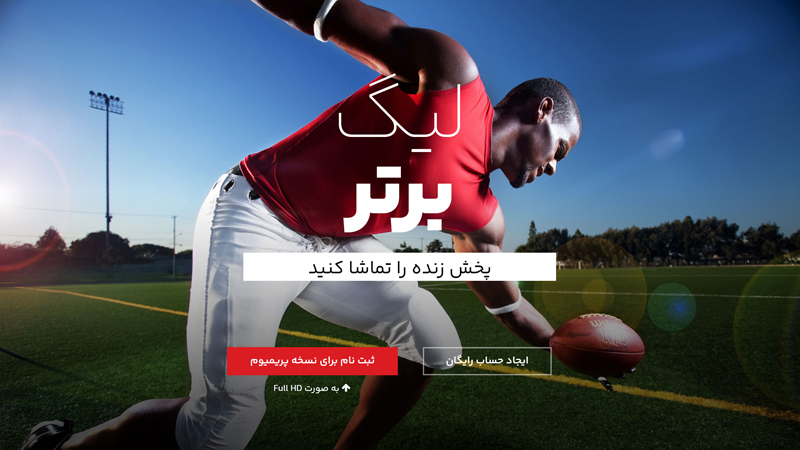 لیگ
برتر
پخش زنده را تماشا کنید
ایجاد حساب رایگان
ثبت نام برای نسخه پریمیوم
به صورت Full HD